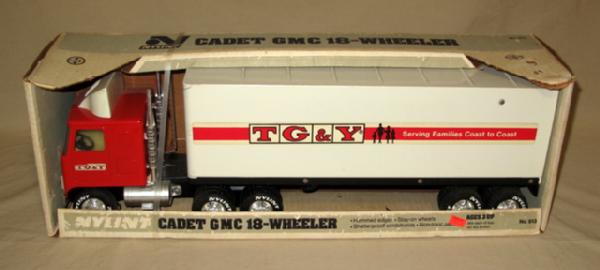 NYLINT CADET GMC 18-WHEELER
TG&Y Serving Families Coast to Coast
TG&Y
NYLINT CADET GMC 18-WHEELER
AGES 3 UP